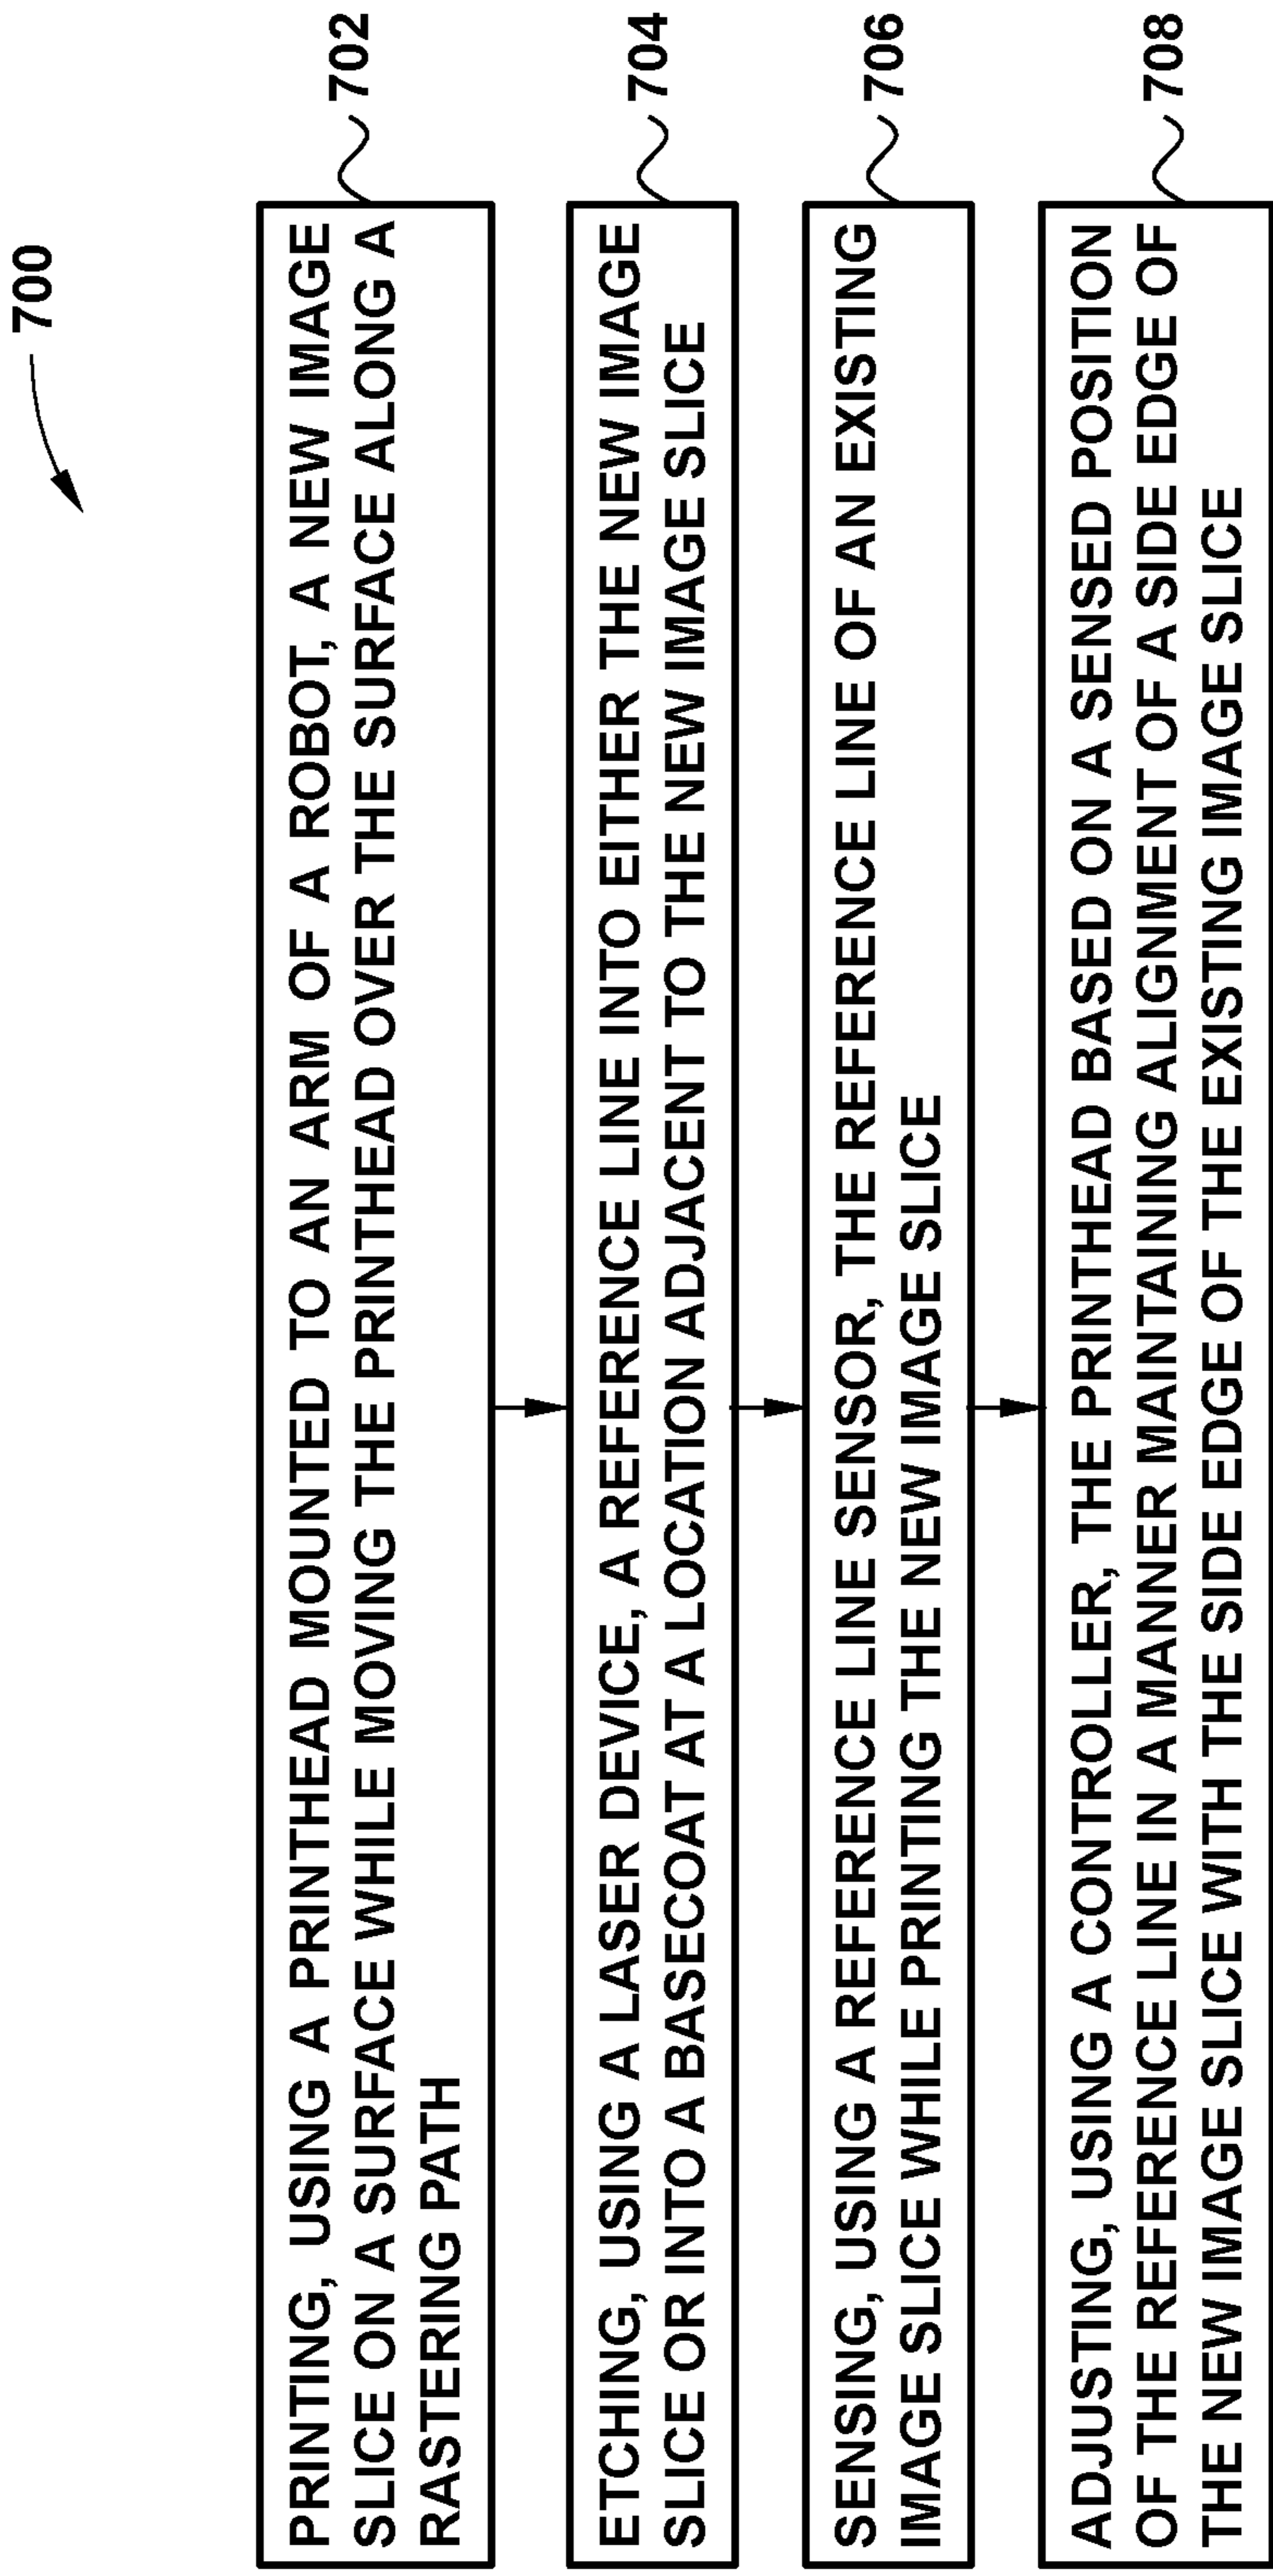 700
PRINTING, USING A PRINTHEAD MOUNTED TO AN ARM OF A ROBOT, A NEW IMAGE
SLICE ON A SURFACE WHILE MOVING THE PRINTHEAD OVER THE SURFACE ALONG A
RASTERING PATH
702
ETCHING, USING A LASER DEVICE, A REFERENCE LINE INTO EITHER THE NEW IMAGE
SLICE OR INTO A BASECOAT AT A LOCATION ADJACENT TO THE NEW IMAGE SLICE
704
SENSING, USING A REFERENCE LINE SENSOR, THE REFERENCE LINE OF AN EXISTING
IMAGE SLICE WHILE PRINTING THE NEW IMAGE SLICE
706
ADJUSTING, USING A CONTROLLER, THE PRINTHEAD BASED ON A SENSED POSITION
OF THE REFERENCE LINE IN A MANNER MAINTAINING ALIGNMENT OF A SIDE EDGE OF
THE NEW IMAGE SLICE WITH THE SIDE EDGE OF THE EXISTING IMAGE SLICE
708